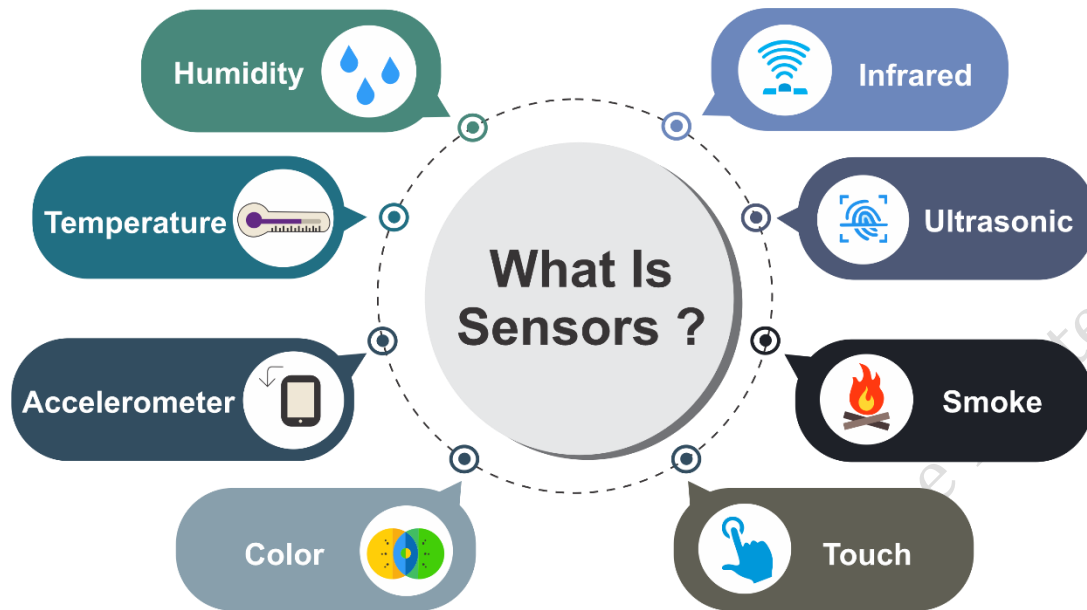 Humidity
Infrared
Temperature
Ultrasonic
What Is
Sensors ?
Accelerometer
Smoke
Color
Touch